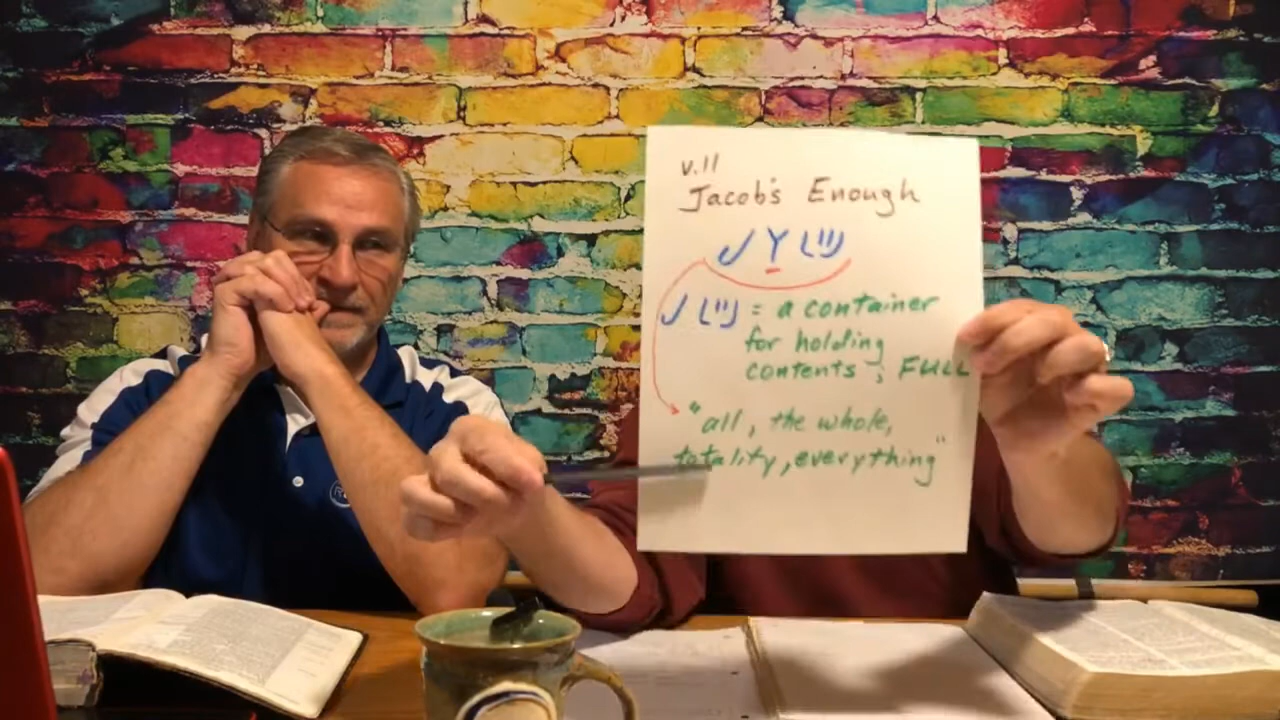 v.11
Jacob's Enough
= a container
for holding
contents ; FULL
"all, the whole,
totality, everything"